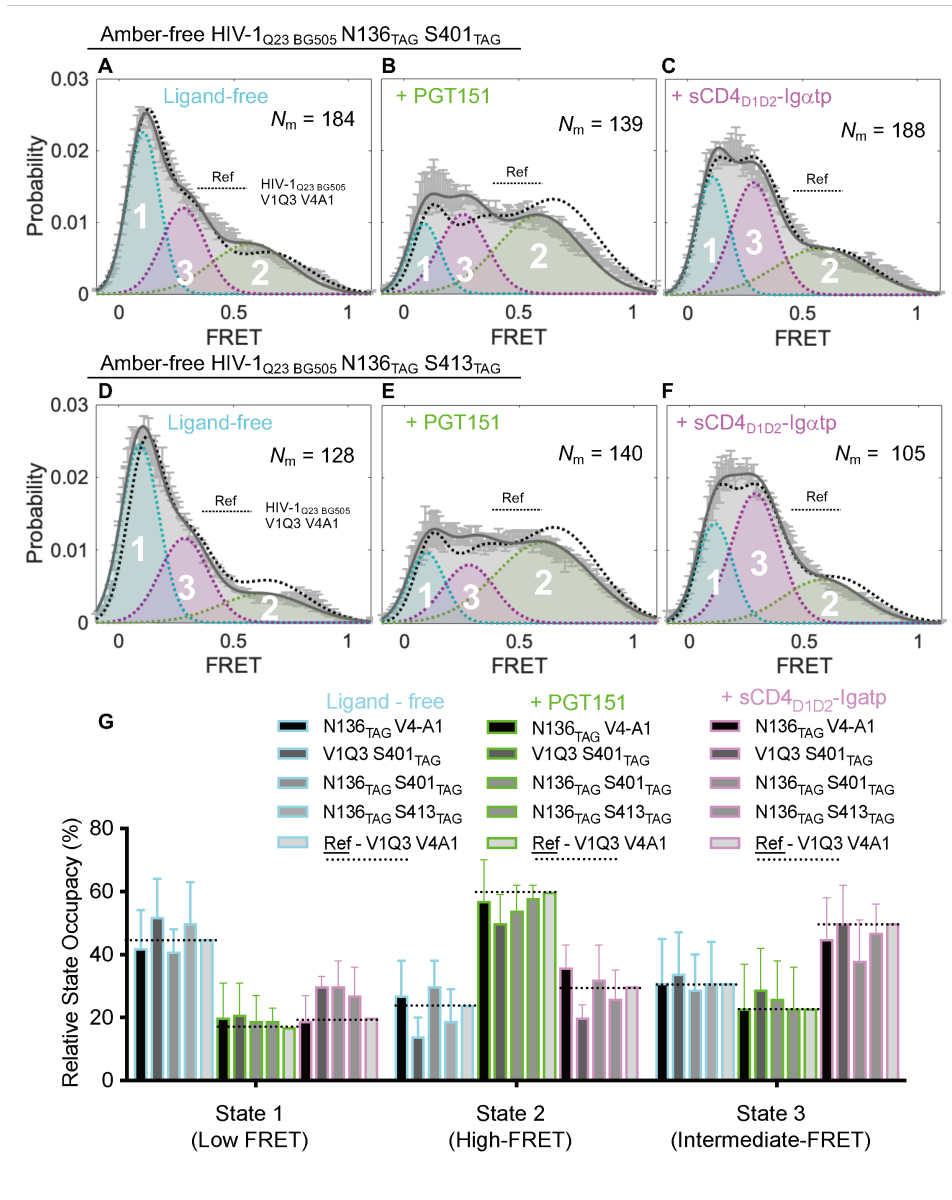 Amber-free HIV-1Q23 BG505 N136TAG S401TAG
A B C
0.03
0.02
0.01
0
Probability
Ligand-free
Nm = 184
Ref
HIV-1Q23 BG505
V1Q3 V4A1
1 3 2
0 0.5 1
FRET
+ PGT151
Nm = 139
Ref
1 3 2
0 0.5 1
FRET
+ sCD4D1D2-Igαtp
Nm = 188
Ref
1 3 2
0 0.5 1
FRET
Amber-free HIV-1Q23 BG505 N136TAG S413TAG
D E F
0.03
0.02
0.01
0
Probability
Ligand-free
Nm = 128
Ref
HIV-1Q23 BG505
V1Q3 V4A1
1 3 2
0 0.5 1
FRET
+ PGT151
Nm = 140
Ref
1 3 2
0 0.5 1
FRET
+ sCD4D1D2-Igαtp
Nm = 105
Ref
1 3 2
0 0.5 1
FRET
G
Ligand - free
N136TAG V4-A1
V1Q3 S401TAG
N136TAG S401TAG
N136TAG S413TAG
Ref - V1Q3 V4A1
+ PGT151
N136TAG V4-A1
V1Q3 S401TAG
N136TAG S401TAG
N136TAG S413TAG
Ref - V1Q3 V4A1
+ sCD4D1D2-Igatp
N136TAG V4-A1
V1Q3 S401TAG
N136TAG S401TAG
N136TAG S413TAG
Ref - V1Q3 V4A1
Relative State Occupancy (%)
80
60
40
20
0
State 1
(Low FRET)
State 2
(High-FRET)
State 3
(Intermediate-FRET)